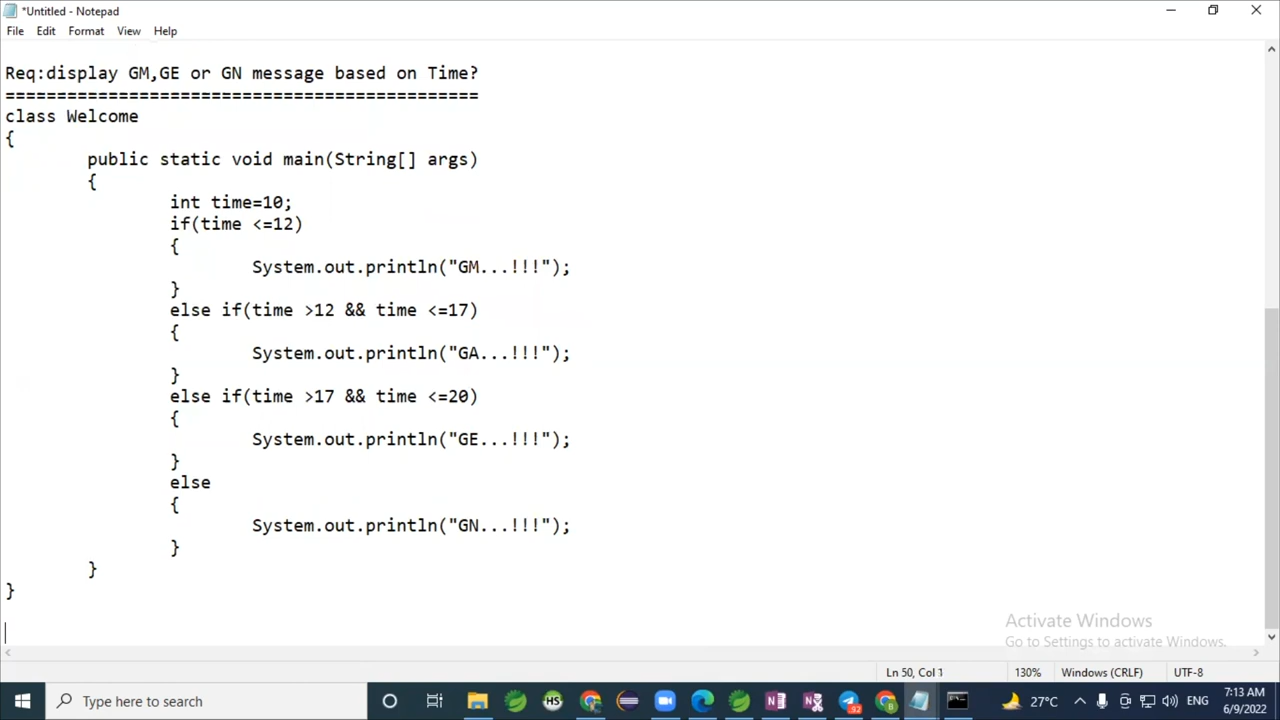 *Untitled - Notepad
File Edit Format View Help
Req:display GM,GE or GN message based on Time?
==============================================
class Welcome
{
        public static void main(String[] args)
        {
                int time=10;
                if(time <=12)
                {
                        System.out.println("GM...!!!");
                }
                else if(time >12 && time <=17)
                {
                        System.out.println("GA...!!!");
                }
                else if(time >17 && time <=20)
                {
                        System.out.println("GE...!!!");
                }
                else
                {
                        System.out.println("GN...!!!");
                }
        }
}
Activate Windows
Go to Settings to activate Windows.
Ln 50, Col 1 130% Windows (CRLF) UTF-8
Type here to search
HS
92
27°C
ENG
7:13 AM
6/9/2022